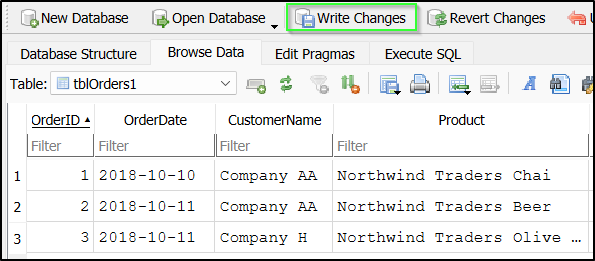 New Database Open Database Write Changes Revert Changes
Database Structure Browse Data Edit Pragmas Execute SQL
Table: tblOrders1
OrderID OrderDate CustomerName Product
Filter Filter Filter Filter
1 1 2018-10-10 Company AA Northwind Traders Chai
2 2 2018-10-11 Company AA Northwind Traders Beer
3 3 2018-10-11 Company H Northwind Traders Olive ...